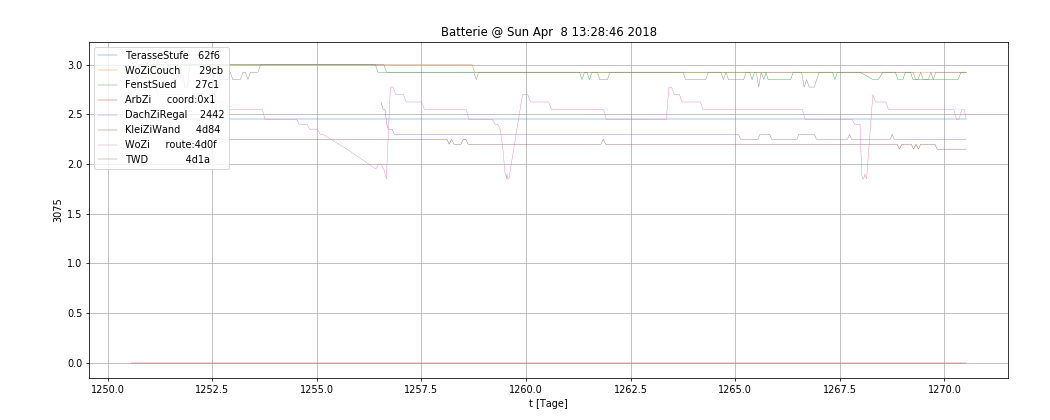 Batterie @ Sun Apr  8 13:28:46 2018
3.0
2.5
2.0
1.5
1.0
0.5
0.0
3075
TerasseStufe 62f6
WoZiCouch 29cb
FenstSued 27c1
ArbZi coord:0x1
DachZiRegal 2442
KleiZiWand 4d84
WoZi route:4d0f
TWD 4d1a
1250.0 1252.5 1255.0 1257.5 1260.0 1262.5 1265.0 1267.5 1270.0
t [Tage]